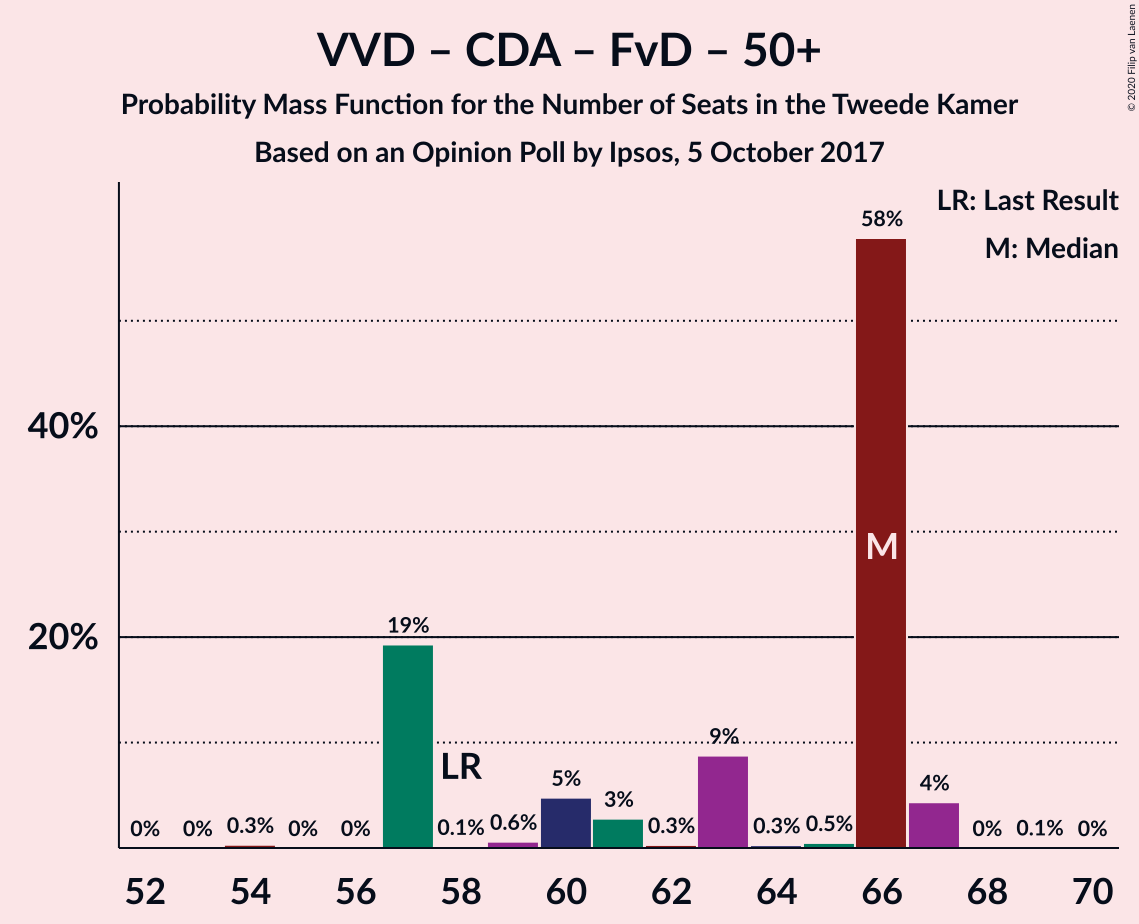 VVD – CDA – FvD – 50+
Probability Mass Function for the Number of Seats in the Tweede Kamer
Based on an Opinion Poll by Ipsos, 5 October 2017
© 2020 Filip van Laenen
LR: Last Result
M: Median
40%
20%
0%
0%
0.3%
0%
0%
19%
0.1%
LR
0.6%
5%
3%
0.3%
9%
0.3%
0.5%
58%
M
4%
0%
0.1%
0%
52 54 56 58 60 62 64 66 68 70